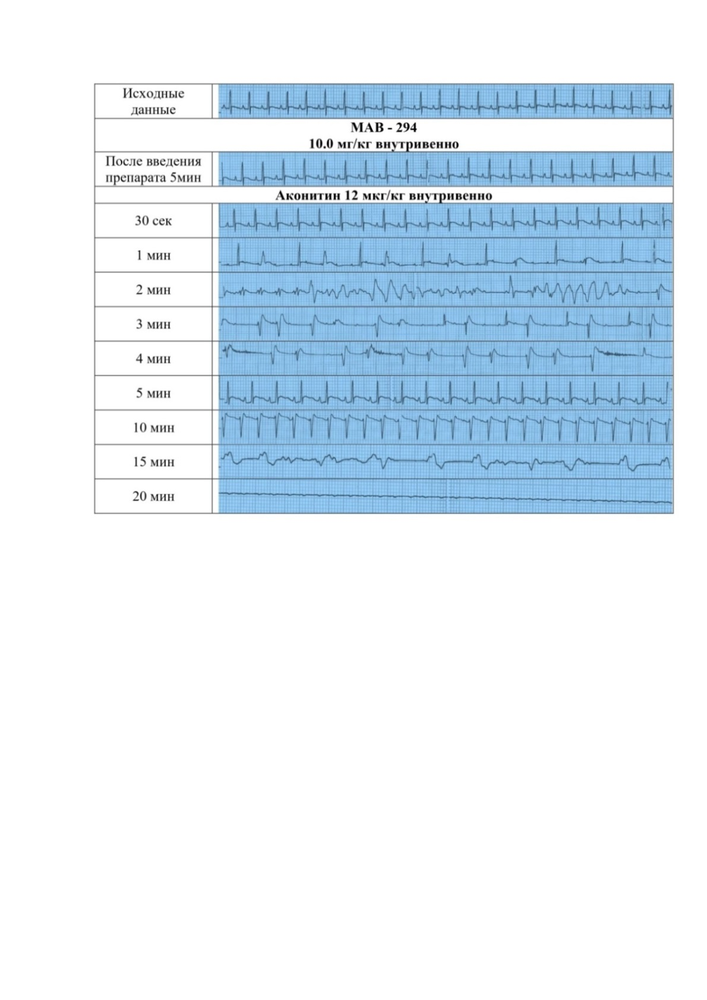 Исходные
данные
МАВ - 294
10.0 мг/кг внутривенно
После введения
препарата 5мин
Аконитин 12 мкг/кг внутривенно
30 сек
1 мин
2 мин
3 мин
4 мин
5 мин
10 мин
15 мин
20 мин